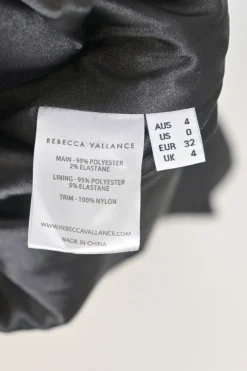 REBECCA VALLANCE
MAIN - 98% POLYESTER
2% ELASTANE
LINING - 95% POLYESTER
5% ELASTANE
TRIM - 100% NYLON
WWW.REBECCAVALLANCE.COM
MADE IN CHINA
AUS 4
US 0
EUR 32
UK 4